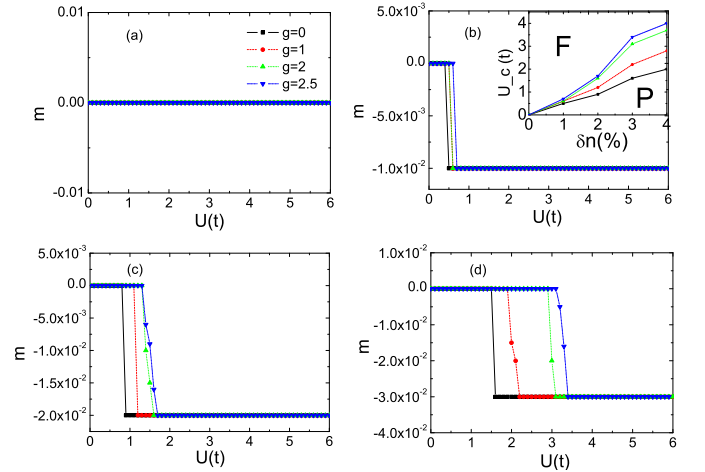 (a)
g=0
g=1
g=2
g=2.5
0.01
0.00
-0.01
m
0 1 2 3 4 5 6
U(t)
(b)
5.0x10⁻³
0.0
-5.0x10⁻³
-1.0x10⁻²
m
0 1 2 3 4 5 6
U(t)
F
P
U_c (t)
4
3
2
1
0
0 1 2 3 4
δn(%)
(c)
5.0x10⁻³
0.0
-5.0x10⁻³
-1.0x10⁻²
-1.5x10⁻²
-2.0x10⁻²
m
0 1 2 3 4 5 6
U(t)
(d)
1.0x10⁻²
0.0
-1.0x10⁻²
-2.0x10⁻²
-3.0x10⁻²
-4.0x10⁻²
m
0 1 2 3 4 5 6
U(t)